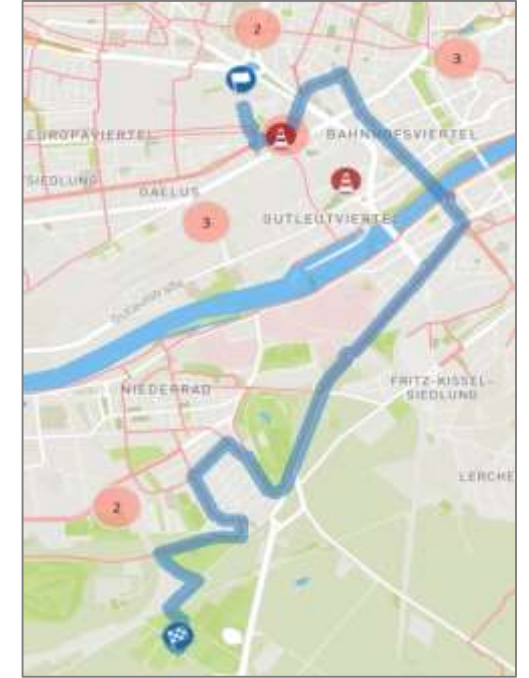 2
3
EUROPAVIERTEL
BAHNHOFSVIERTEL
SIEDLUNG
GALLUS
3
GUTLEUTVIERTEL
NIEDERRAD
FRITZ-KISSEL-
SIEDLUNG
LERCHE
2